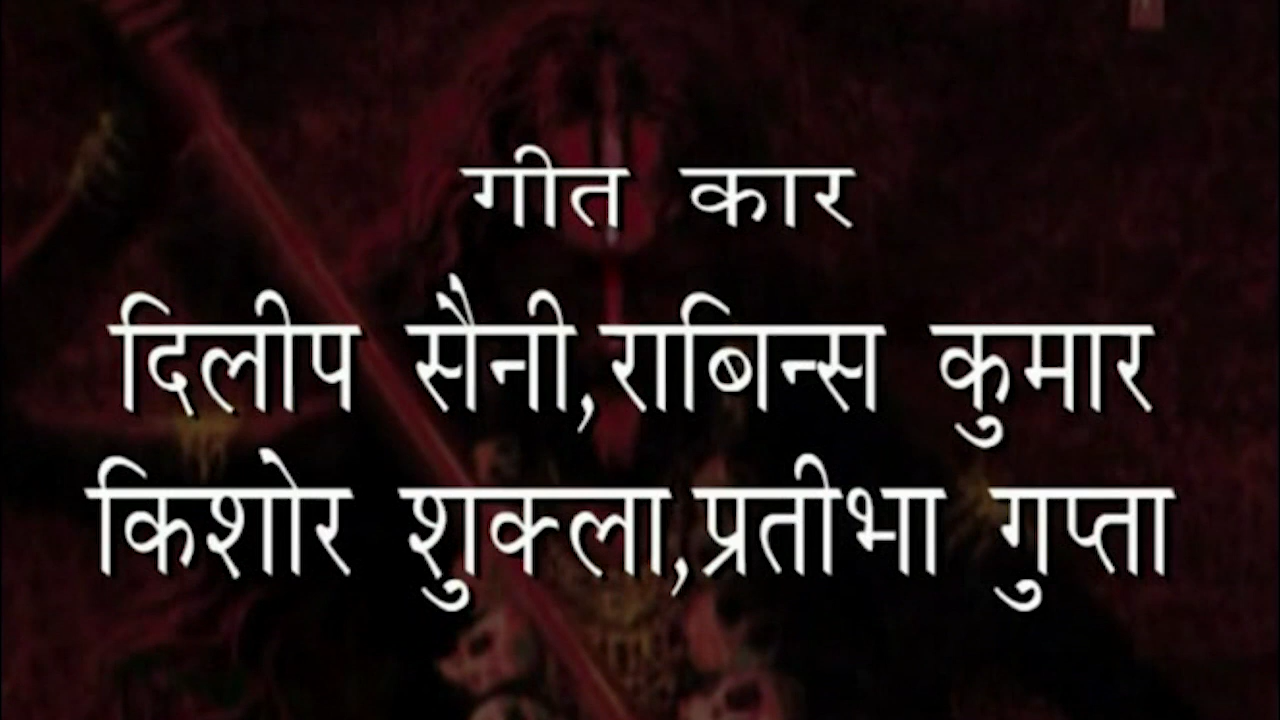 गीत कार
दिलीप सैनी,राबिन्स कुमार
किशोर शुक्ला,प्रतीभा गुप्ता